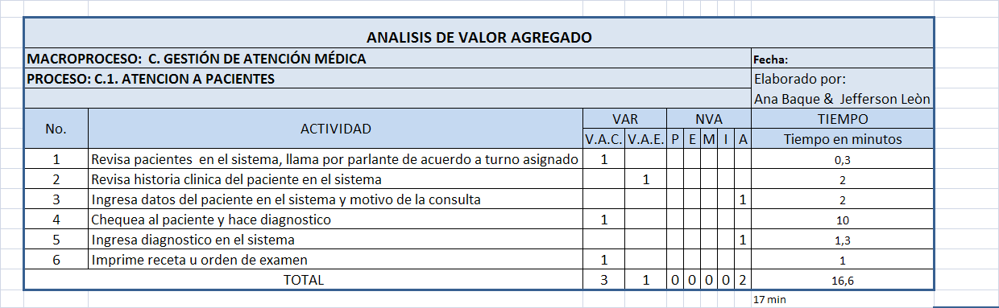 ANALISIS DE VALOR AGREGADO
MACROPROCESO:  C. GESTIÓN DE ATENCIÓN MÉDICA
Fecha:
PROCESO: C.1. ATENCION A PACIENTES
Elaborado por:
Ana Baque &  Jefferson Leòn
No. ACTIVIDAD VAR NVA TIEMPO
V.A.C. V.A.E. P E M I A Tiempo en minutos
1 Revisa pacientes  en el sistema, llama por parlante de acuerdo a turno asignado 1 0,3
2 Revisa historia clinica del paciente en el sistema 1 2
3 Ingresa datos del paciente en el sistema y motivo de la consulta 1 2
4 Chequea al paciente y hace diagnostico 1 10
5 Ingresa diagnostico en el sistema 1 1,3
6 Imprime receta u orden de examen 1 1
TOTAL 3 1 0 0 0 0 2 16,6
17 min